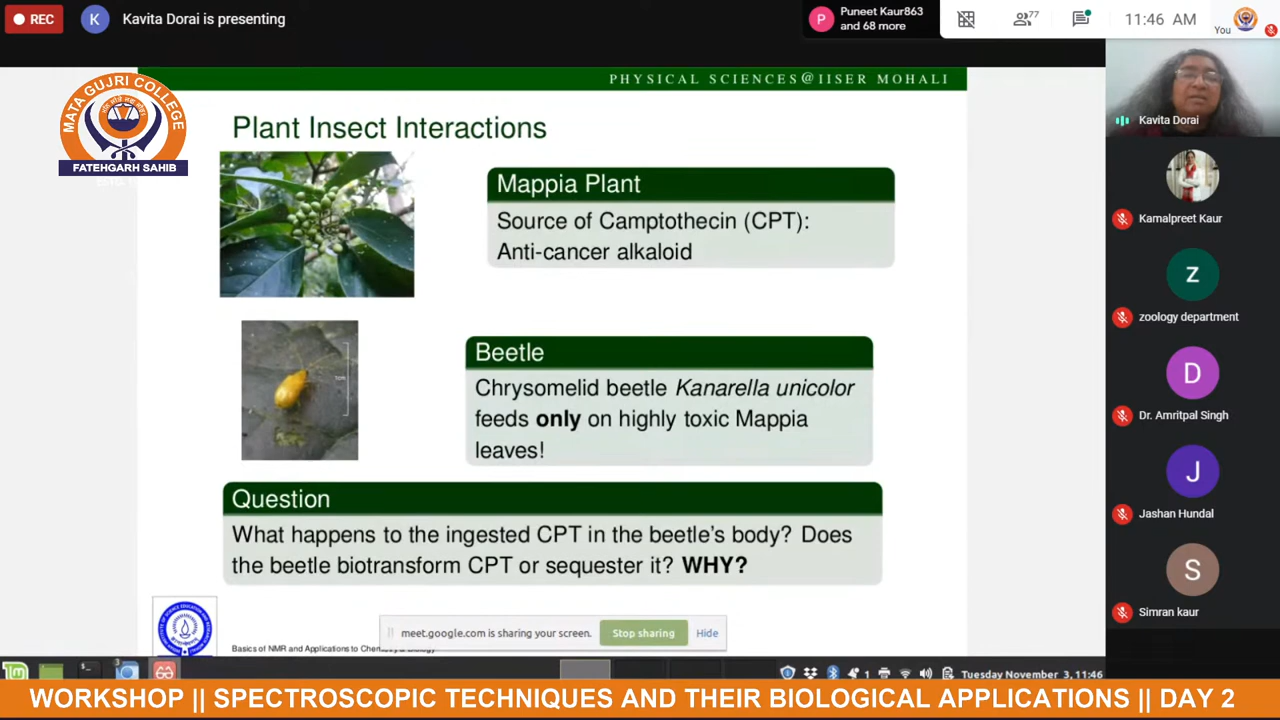 REC
K
Kavita Dorai is presenting
P
Puneet Kaur863
and 68 more
77
11:46 AM
You
PHYSICAL SCIENCES@IISER MOHALI
MATA GUJRI COLLEGE
FATEHGARH SAHIB
Plant Insect Interactions
Mappia Plant
Source of Camptothecin (CPT):
Anti-cancer alkaloid
Beetle
Chrysomelid beetle Kanarella unicolor
feeds only on highly toxic Mappia
leaves!
Question
What happens to the ingested CPT in the beetle's body? Does
the beetle biotransform CPT or sequester it? WHY?
meet.google.com is sharing your screen.
Stop sharing
Hide
Basics of NMR and Applications to Chemistry & Biology
3
1
Tuesday November 3, 11:46
Kavita Dorai
Kamalpreet Kaur
z
zoology department
D
Dr. Amritpal Singh
J
Jashan Hundal
S
Simran kaur
WORKSHOP || SPECTROSCOPIC TECHNIQUES AND THEIR BIOLOGICAL APPLICATIONS || DAY 2